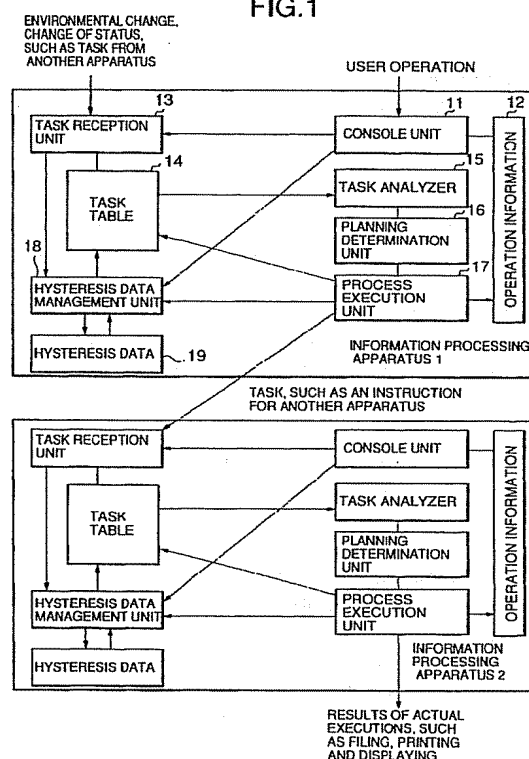 FIG.1
ENVIRONMENTAL CHANGE,
CHANGE OF STATUS,
SUCH AS TASK FROM
ANOTHER APPARATUS
USER OPERATION
13
TASK RECEPTION
UNIT
11
CONSOLE UNIT
12
OPERATION INFORMATION
14
TASK
TABLE
15
TASK ANALYZER
16
PLANNING
DETERMINATION
UNIT
18
HYSTERESIS DATA
MANAGEMENT UNIT
17
PROCESS
EXECUTION
UNIT
HYSTERESIS DATA
19
INFORMATION PROCESSING
APPARATUS 1
TASK, SUCH AS AN INSTRUCTION
FOR ANOTHER APPARATUS
TASK RECEPTION
UNIT
CONSOLE UNIT
OPERATION INFORMATION
TASK
TABLE
TASK ANALYZER
PLANNING
DETERMINATION
UNIT
HYSTERESIS DATA
MANAGEMENT UNIT
PROCESS
EXECUTION
UNIT
HYSTERESIS DATA
INFORMATION
PROCESSING
APPARATUS 2
RESULTS OF ACTUAL
EXECUTIONS, SUCH
AS FILING, PRINTING
AND DISPLAYING